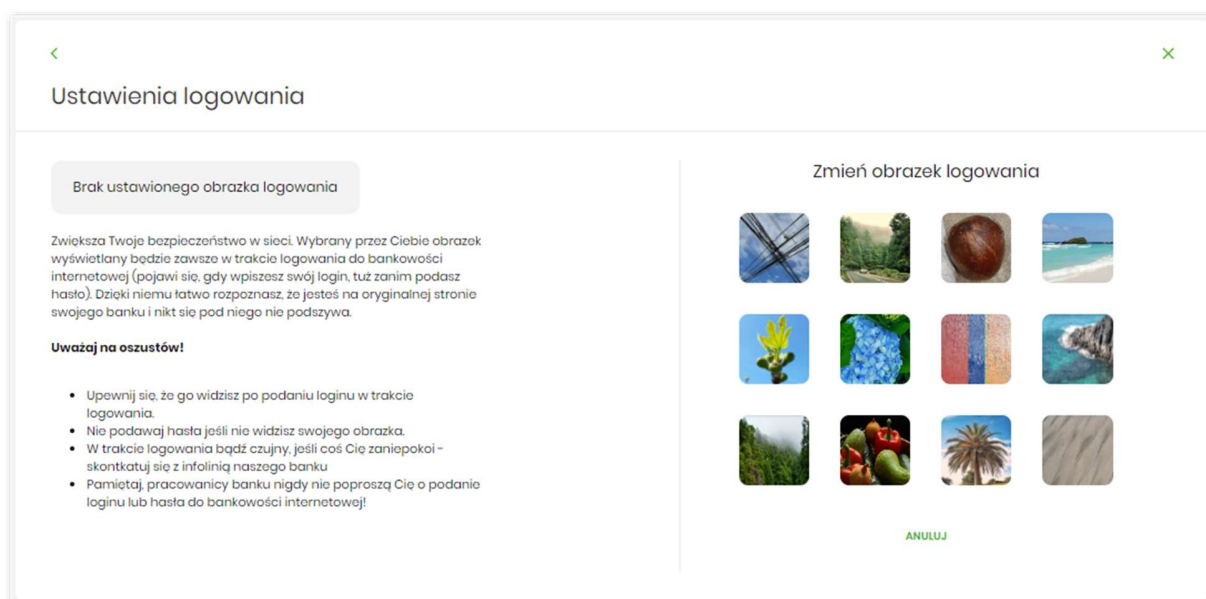 Ustawienia logowania
Brak ustawionego obrazka logowania
Zwiększa Twoje bezpieczeństwo w sieci. Wybrany przez Ciebie obrazek
wyświetlany będzie zawsze w trakcie logowania do bankowości
internetowej (pojawi się, gdy wpiszesz swój login, tuż zanim podasz
hasło). Dzięki niemu łatwo rozpoznasz, że jesteś na oryginalnej stronie
swojego banku i nikt się pod niego nie podszywa.
Uważaj na oszustów!
• Upewnij się, że go widzisz po podaniu loginu w trakcie
logowania.
• Nie podawaj hasła jeśli nie widzisz swojego obrazka.
• W trakcie logowania bądź czujny, jeśli coś Cię zaniepokoi -
skontkatuj się z infolinią naszego banku
• Pamiętaj, pracowanicy banku nigdy nie poproszą Cię o podanie
loginu lub hasła do bankowości internetowej!
Zmień obrazek logowania
ANULUJ